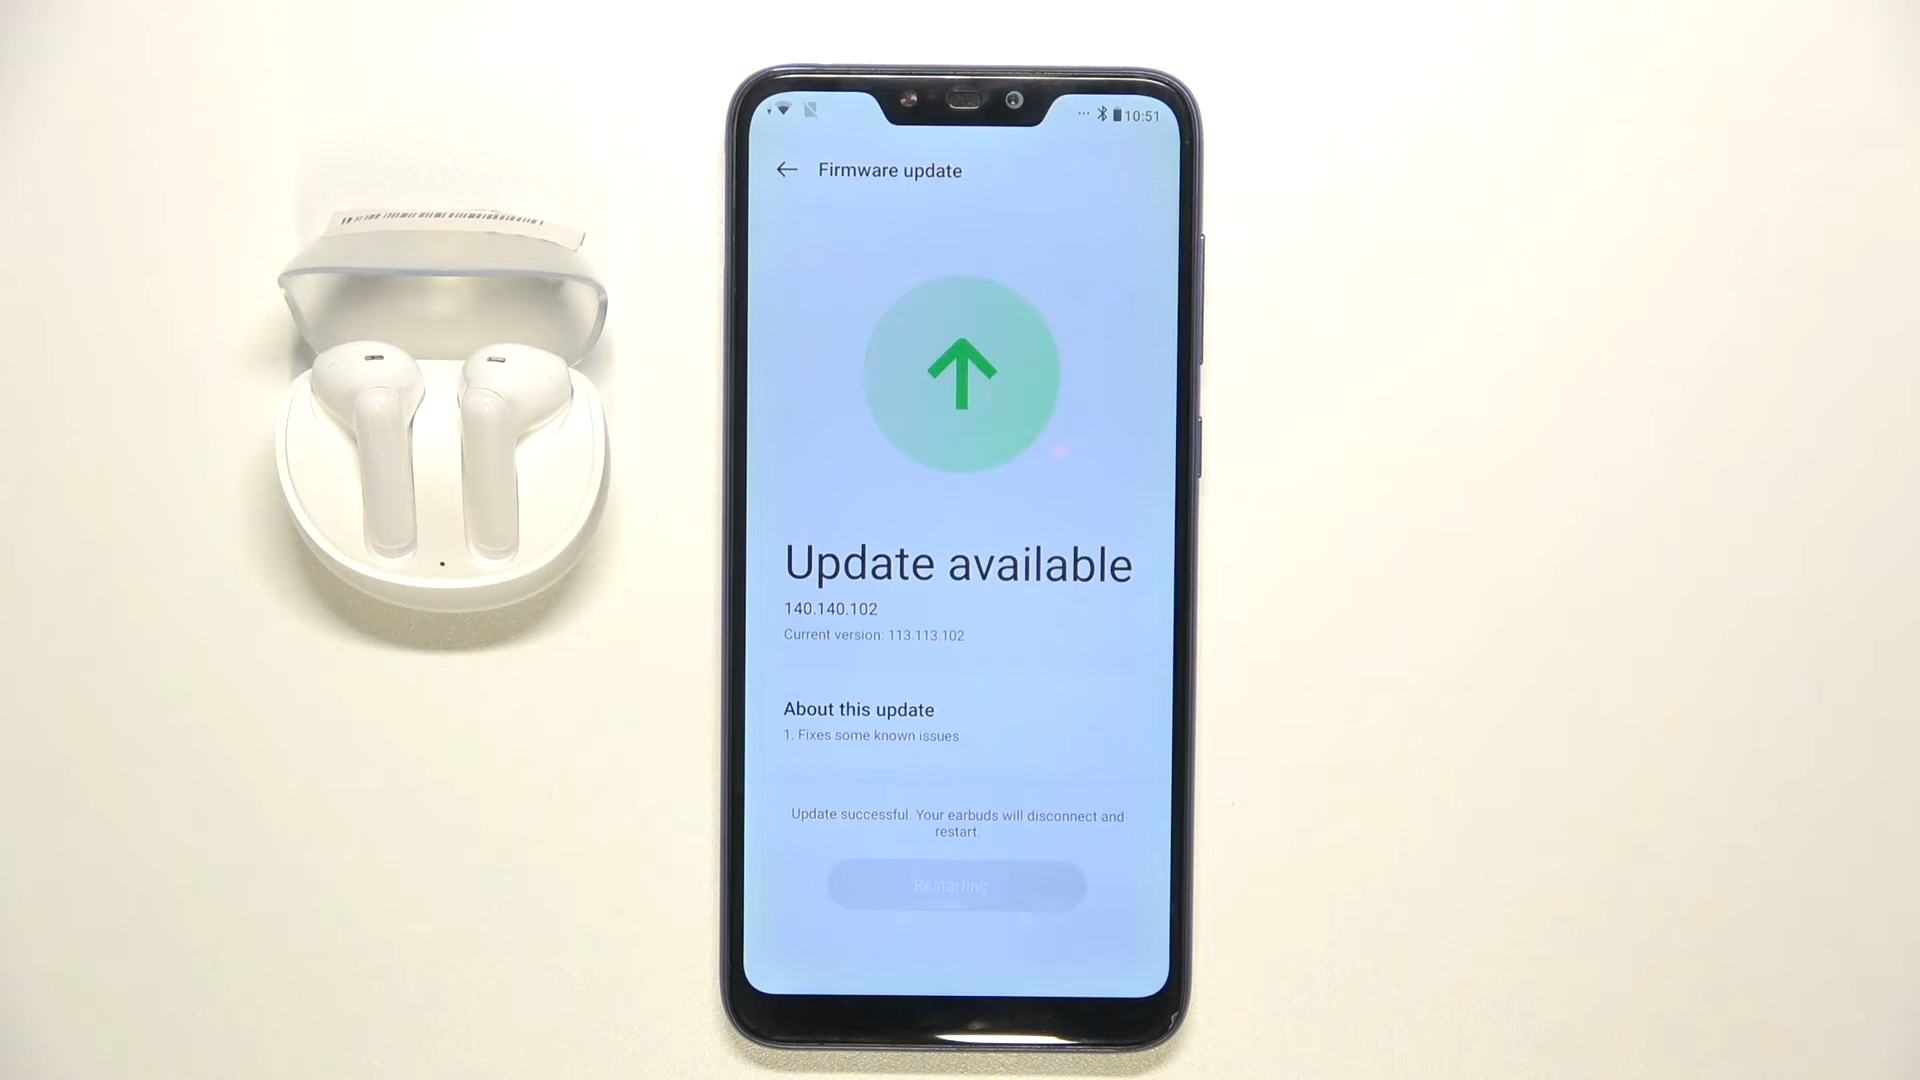 10:51
Firmware update
Update available
140.140.102
Current version: 113.113.102
About this update
1. Fixes some known issues
Update successful. Your earbuds will disconnect and
restart.
Restarting